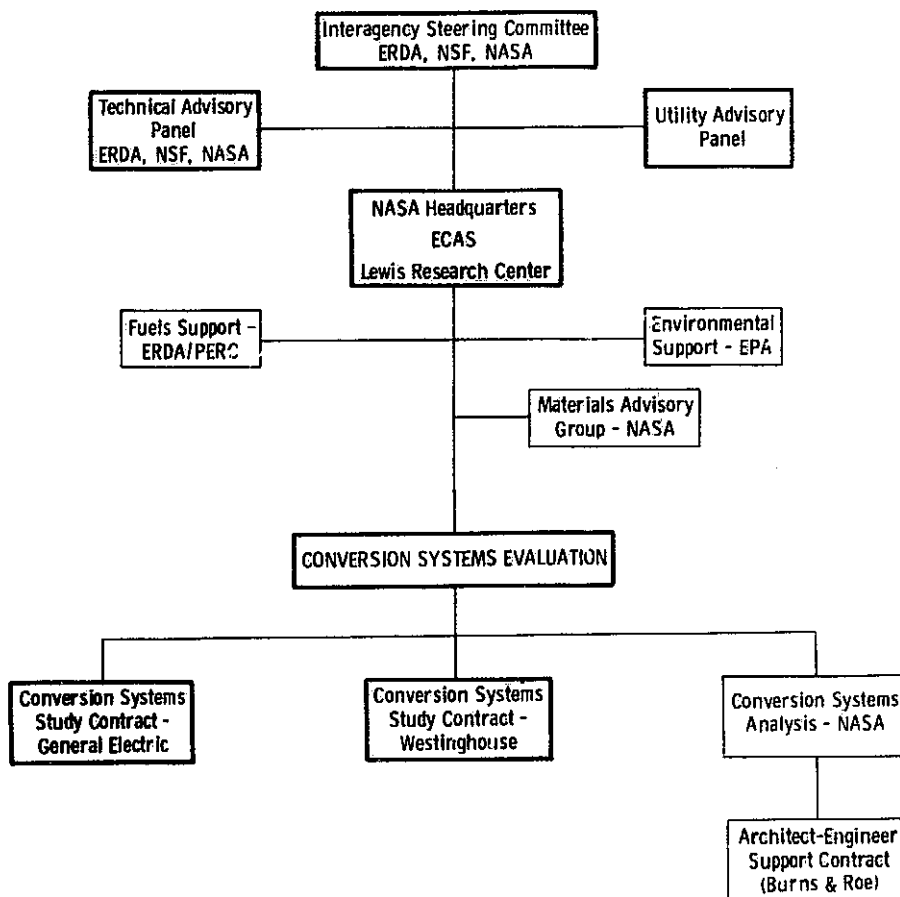 Interagency Steering Committee
ERDA, NSF, NASA
Technical Advisory
Panel
ERDA, NSF, NASA
Utility Advisory
Panel
NASA Headquarters
ECAS
Lewis Research Center
Fuels Support -
ERDA/PERC
Environmental
Support - EPA
Materials Advisory
Group - NASA
CONVERSION SYSTEMS EVALUATION
Conversion Systems
Study Contract -
General Electric
Conversion Systems
Study Contract -
Westinghouse
Conversion Systems
Analysis - NASA
Architect-Engineer
Support Contract
(Burns & Roe)